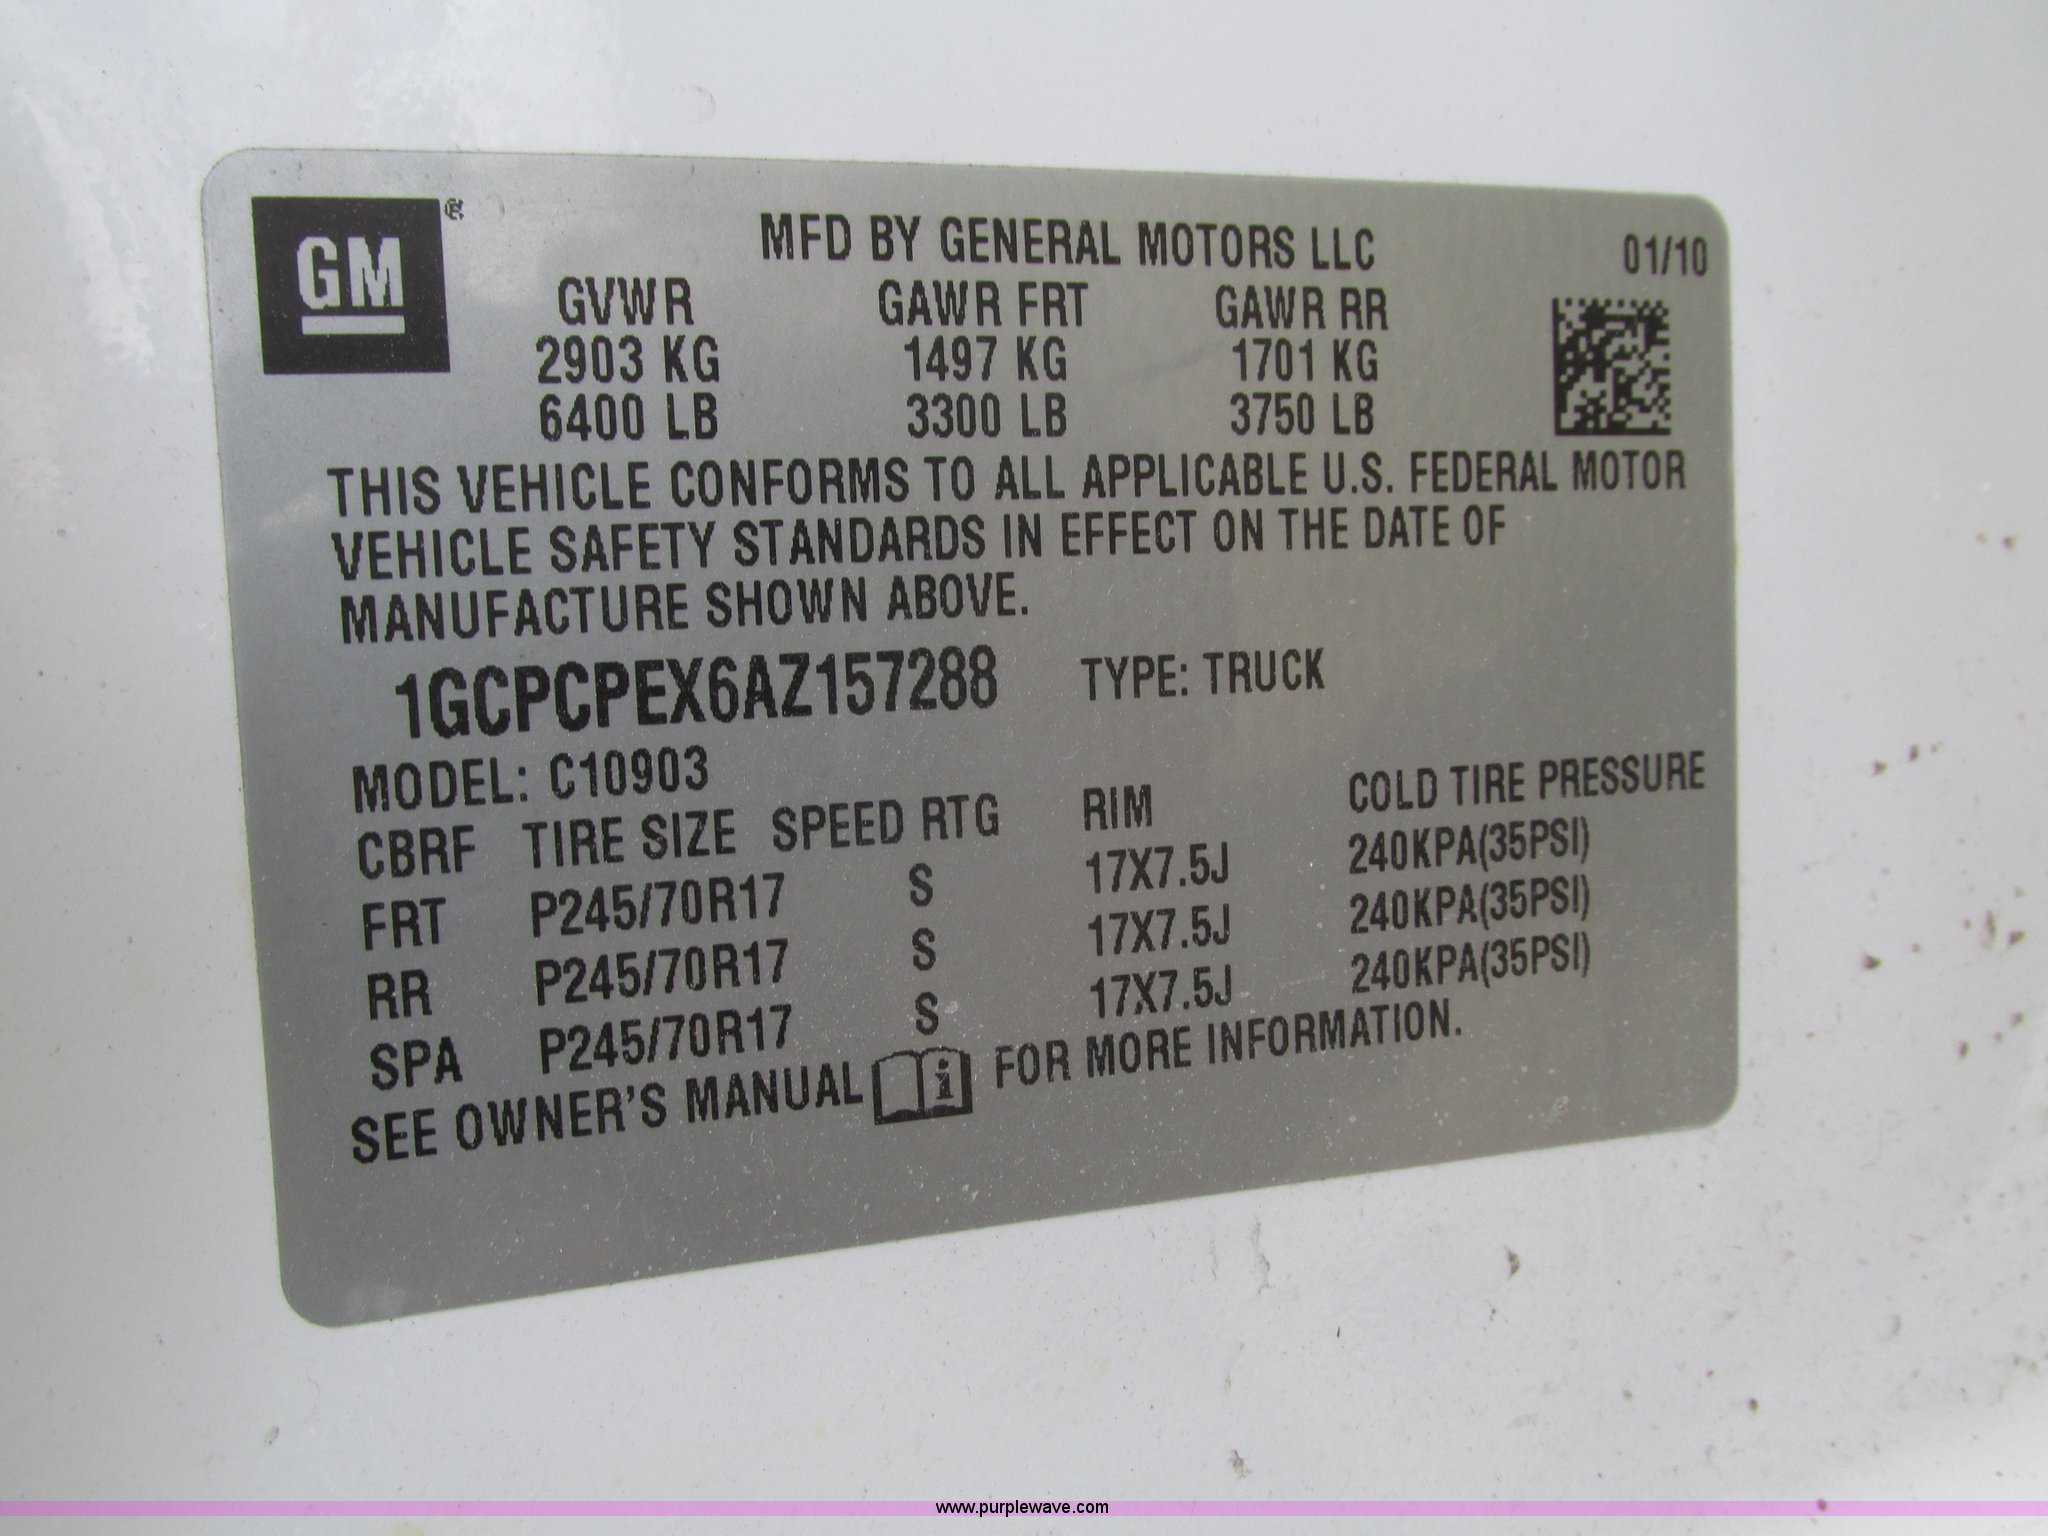 GM ®
MFD BY GENERAL MOTORS LLC 01/10
GVWR GAWR FRT GAWR RR
2903 KG 1497 KG 1701 KG
6400 LB 3300 LB 3750 LB
THIS VEHICLE CONFORMS TO ALL APPLICABLE U.S. FEDERAL MOTOR
VEHICLE SAFETY STANDARDS IN EFFECT ON THE DATE OF
MANUFACTURE SHOWN ABOVE.
1GCPCPEX6AZ157288 TYPE: TRUCK
MODEL: C10903
CBRF TIRE SIZE SPEED RTG RIM COLD TIRE PRESSURE
FRT P245/70R17 S 17X7.5J 240KPA(35PSI)
RR P245/70R17 S 17X7.5J 240KPA(35PSI)
SPA P245/70R17 S 17X7.5J 240KPA(35PSI)
SEE OWNER'S MANUAL i FOR MORE INFORMATION.
www.purplewave.com